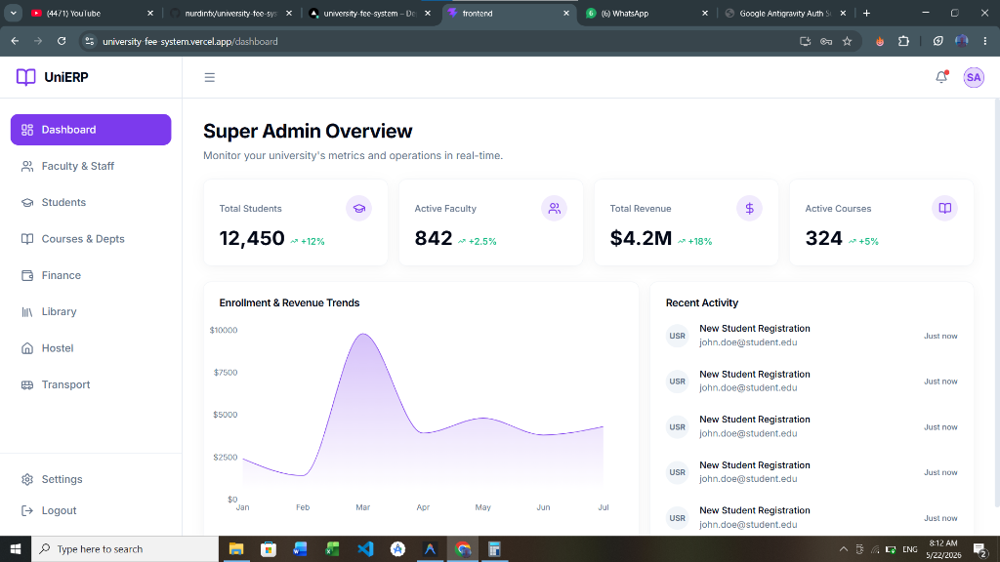 (4471) YouTube
nurdinfx/university-fee-sys
university-fee-system – De
frontend
(6) WhatsApp
Google Antigravity Auth S
university-fee-system.vercel.app/dashboard
UniERP
SA
Dashboard
Faculty & Staff
Students
Courses & Depts
Finance
Library
Hostel
Transport
Settings
Logout
Super Admin Overview
Monitor your university's metrics and operations in real-time.
Total Students
12,450 +12%
Active Faculty
842 +2.5%
Total Revenue
$
$4.2M +18%
Active Courses
324 +5%
Enrollment & Revenue Trends
$10000
$7500
$5000
$2500
$0
Jan Feb Mar Apr May Jun Jul
Recent Activity
USR New Student Registration Just now
john.doe@student.edu
USR New Student Registration Just now
john.doe@student.edu
USR New Student Registration Just now
john.doe@student.edu
USR New Student Registration Just now
john.doe@student.edu
USR New Student Registration Just now
john.doe@student.edu
Type here to search
ENG
8:12 AM
5/22/2026
2